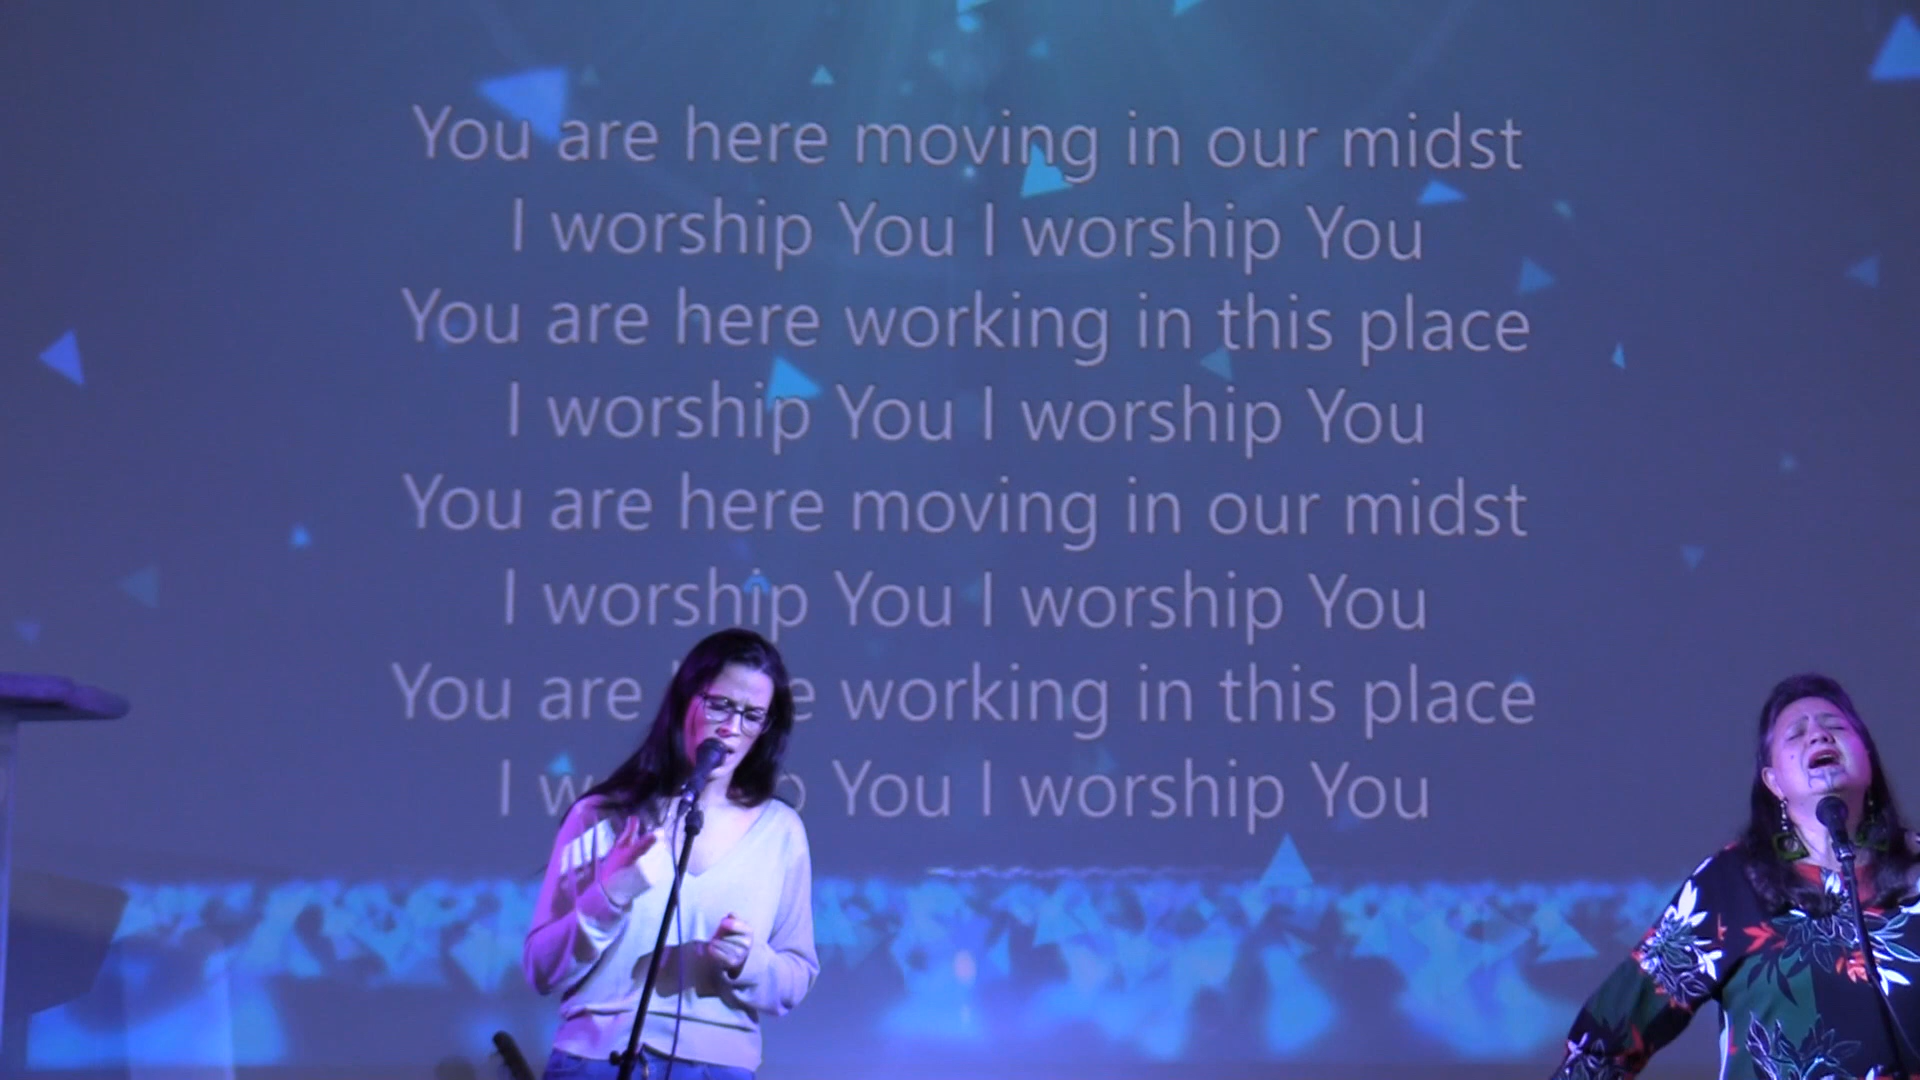 You are here moving in our midst
I worship You I worship You
You are here working in this place
I worship You I worship You
You are here moving in our midst
I worship You I worship You
You are working in this place
I You I worship You